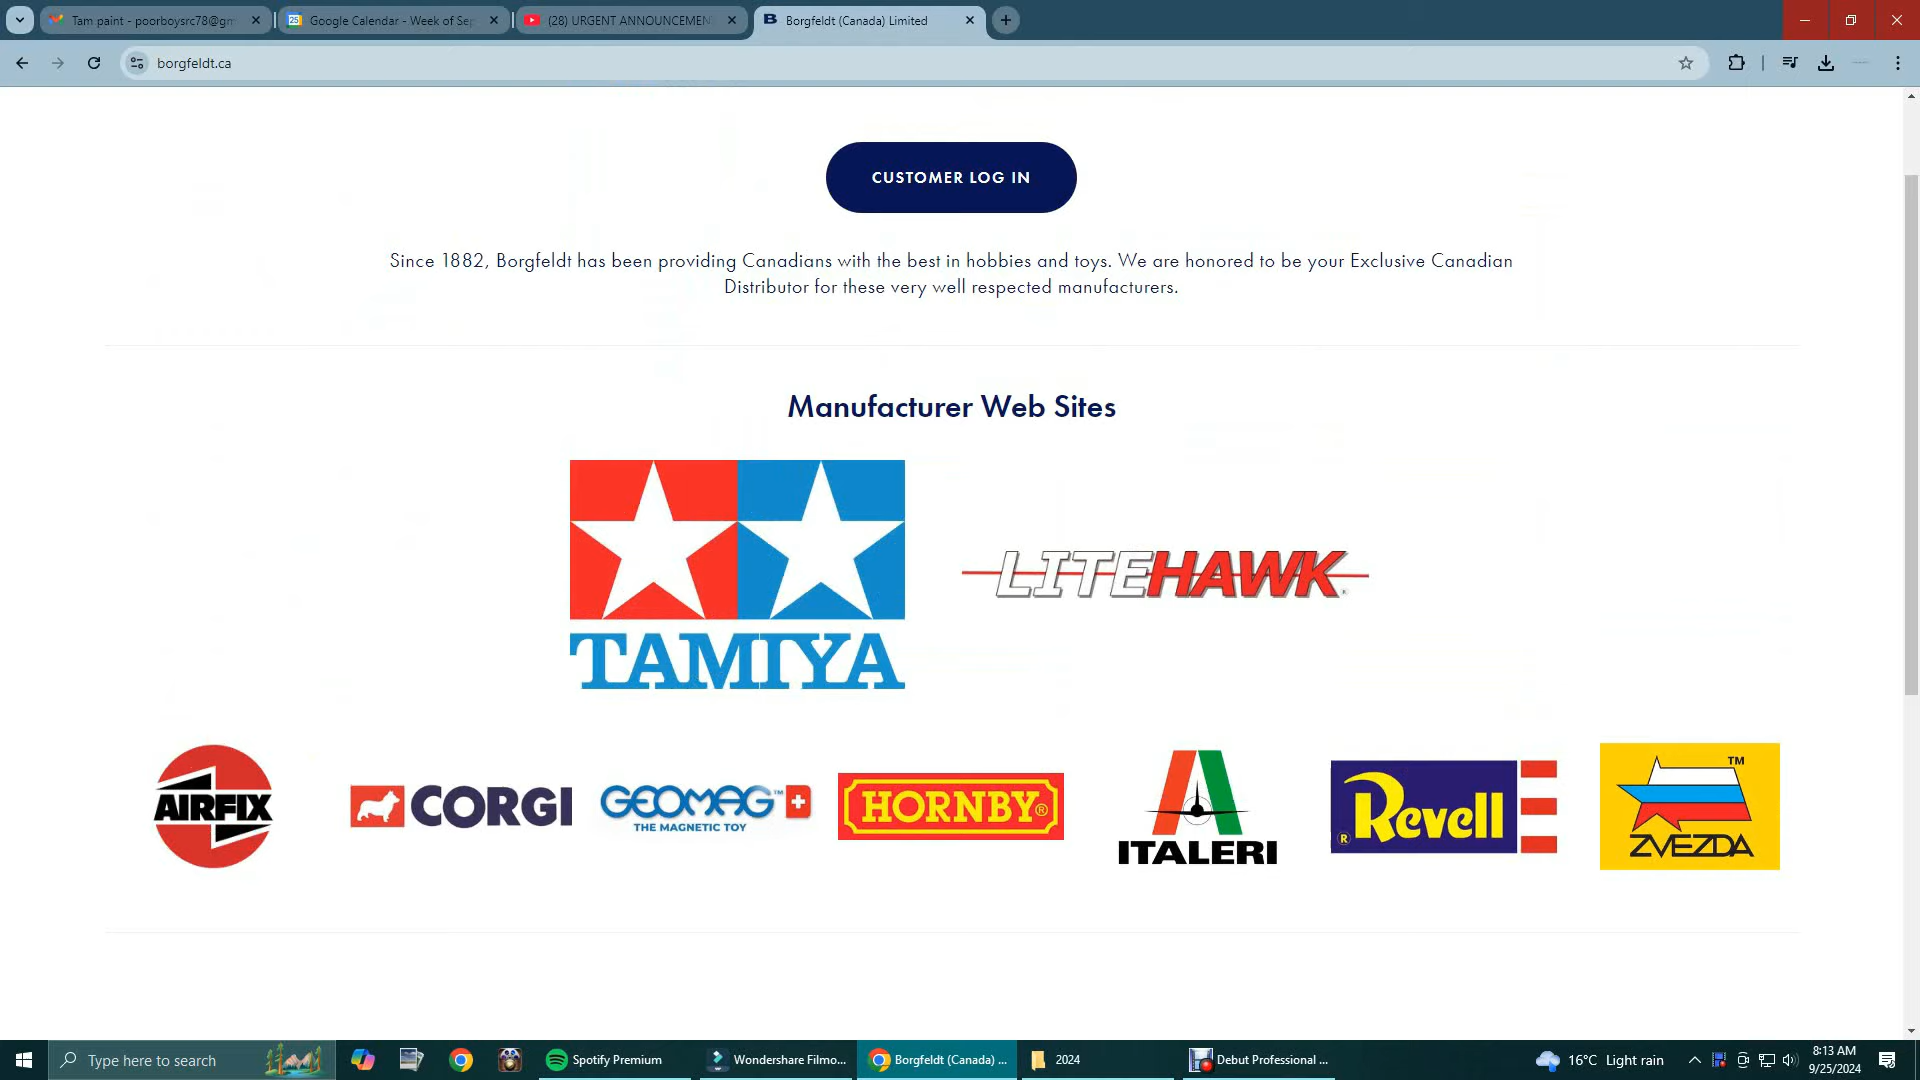 Tam paint - poorboysrc78@gm
Google Calendar - Week of Sep
(28) URGENT ANNOUNCEMEN
B Borgfeldt (Canada) Limited
borgfeldt.ca
CUSTOMER LOG IN
Since 1882, Borgfeldt has been providing Canadians with the best in hobbies and toys. We are honored to be your Exclusive Canadian
Distributor for these very well respected manufacturers.
Manufacturer Web Sites
TAMIYA
LITEHAWK
AIRFIX
CORGI
GEOMAG™
THE MAGNETIC TOY
HORNBY®
ITALERI
Revell
®
TM
ZVEZDA
Type here to search
Spotify Premium
Wondershare Filmo...
Borgfeldt (Canada) ...
2024
Debut Professional ...
16°C Light rain
8:13 AM
9/25/2024